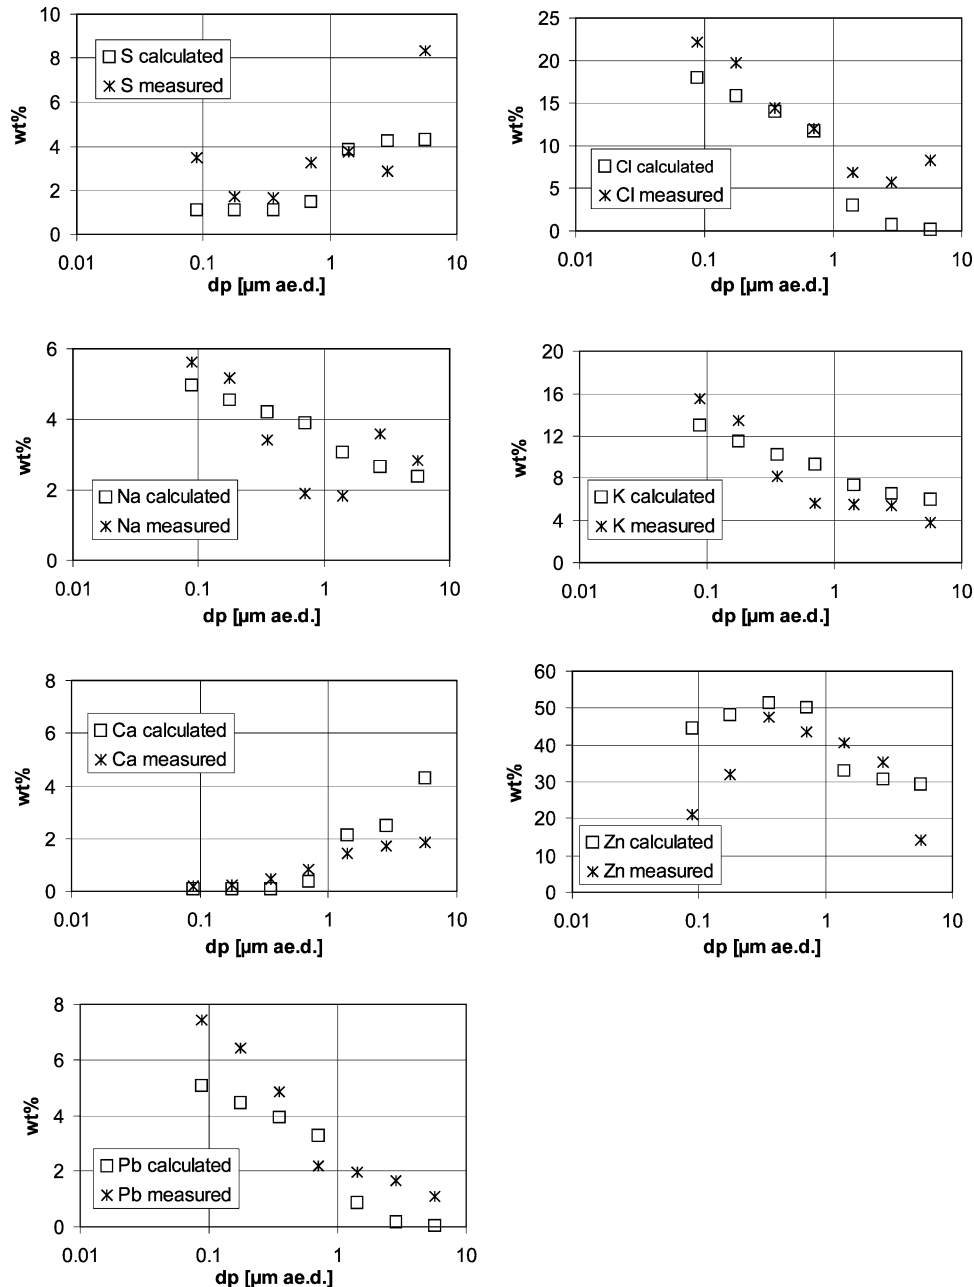 10
8
6
4
2
0
wt%
S calculated
S measured
0.01 0.1 1 10
dp [µm ae.d.]
25
20
15
10
5
0
wt%
Cl calculated
Cl measured
0.01 0.1 1 10
dp [µm ae.d.]
6
4
2
0
wt%
Na calculated
Na measured
0.01 0.1 1 10
dp [µm ae.d.]
20
16
12
8
4
0
wt%
K calculated
K measured
0.01 0.1 1 10
dp [µm ae.d.]
8
6
4
2
0
wt%
Ca calculated
Ca measured
0.01 0.1 1 10
dp [µm ae.d.]
60
50
40
30
20
10
0
wt%
Zn calculated
Zn measured
0.01 0.1 1 10
dp [µm ae.d.]
8
6
4
2
0
wt%
Pb calculated
Pb measured
0.01 0.1 1 10
dp [µm ae.d.]